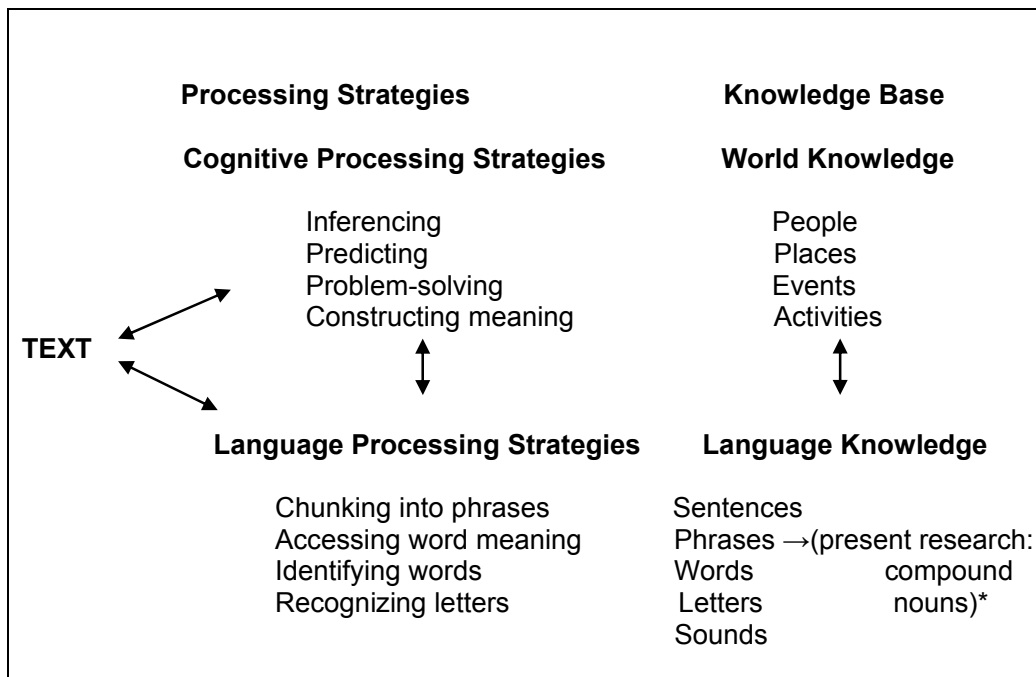 Processing Strategies Knowledge Base
Cognitive Processing Strategies World Knowledge
Inferencing People
Predicting Places
Problem-solving Events
Constructing meaning Activities
TEXT
Language Processing Strategies Language Knowledge
Chunking into phrases Sentences
Accessing word meaning Phrases →(present research:
Identifying words Words compound
Recognizing letters Letters nouns)*
Sounds